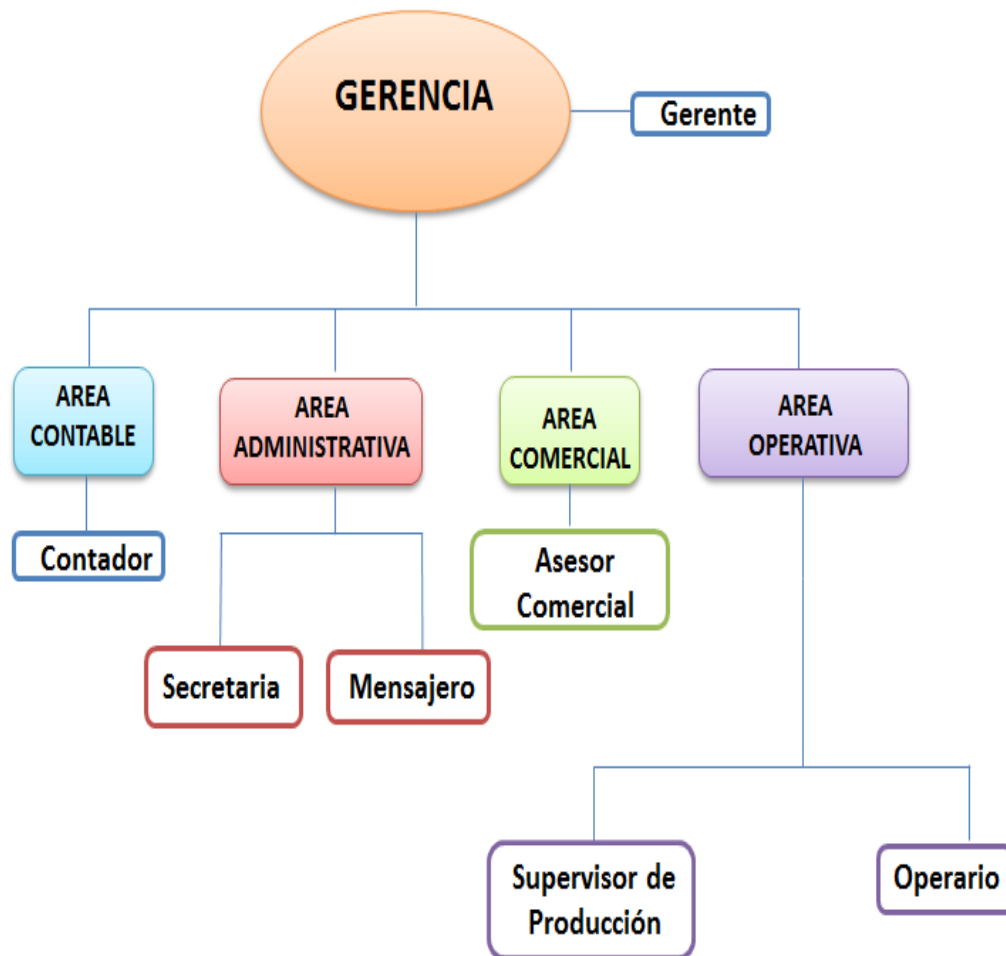 GERENCIA
Gerente
AREA
CONTABLE
AREA
ADMINISTRATIVA
AREA
COMERCIAL
AREA
OPERATIVA
Contador
Asesor
Comercial
Secretaria
Mensajero
Supervisor de
Producción
Operario